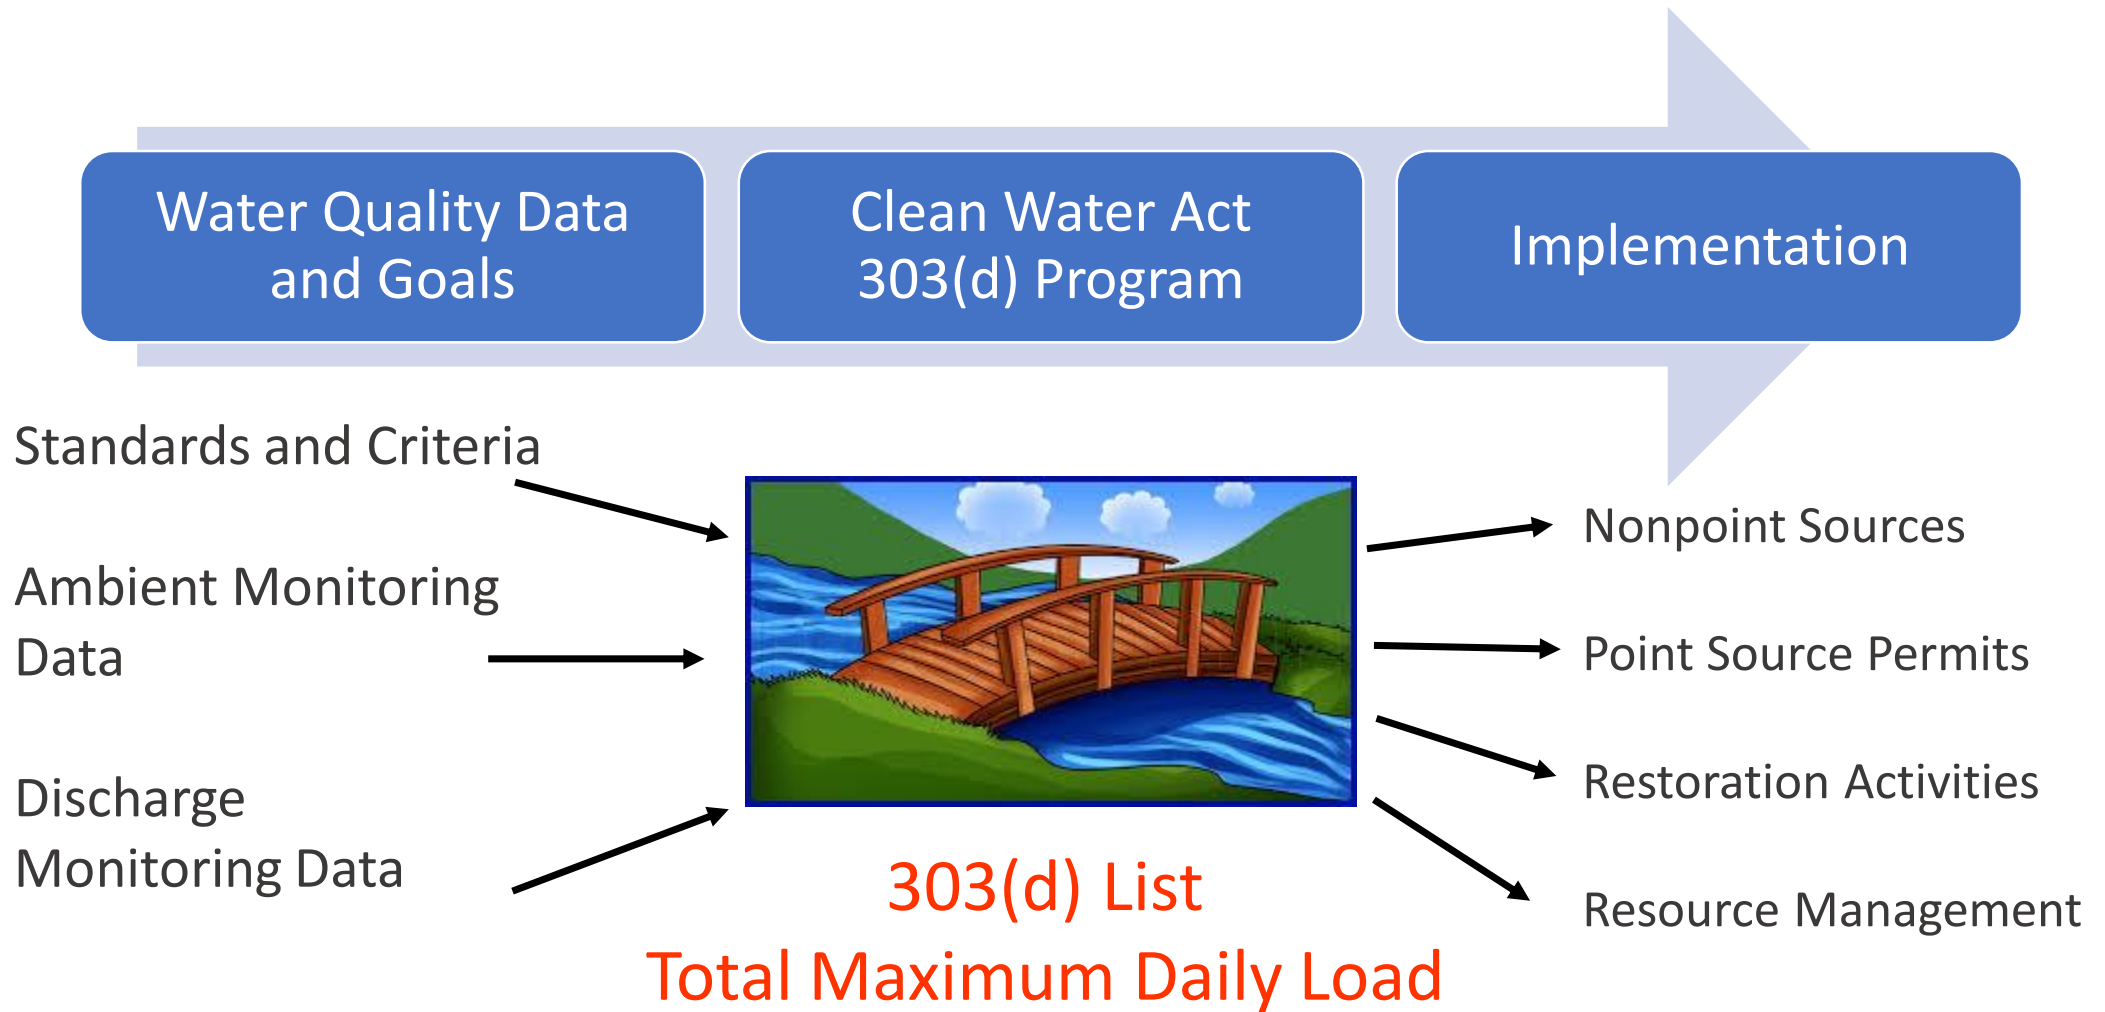 Water Quality Data
and Goals
Clean Water Act
303(d) Program
Implementation
Standards and Criteria
Ambient Monitoring
Data
Discharge
Monitoring Data
303(d) List
Total Maximum Daily Load
Nonpoint Sources
Point Source Permits
Restoration Activities
Resource Management